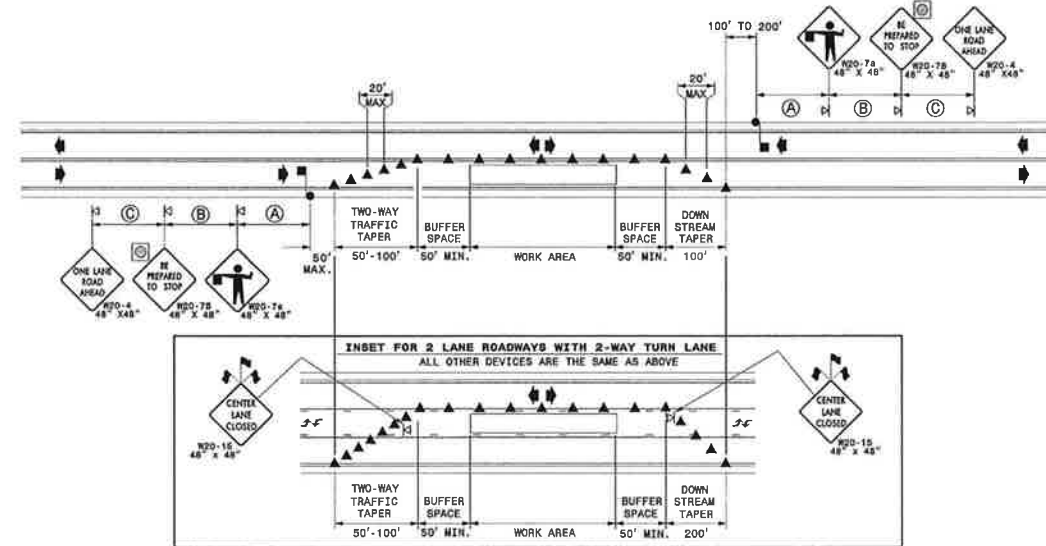 100' TO 200'
BE
PREPARED
TO STOP
ONE LANE
ROAD
AHEAD
W20-7a
48" X 48"
W20-7B
48" X 48"
W20-4
48" X48"
20'
MAX
20'
MAX
A
B
C
C
B
A
ONE LANE
ROAD
AHEAD
BE
PREPARED
TO STOP
W20-4
48" X48"
W20-7B
48" X 48"
W20-7a
48" X 48"
50'
MAX.
TWO-WAY
TRAFFIC
TAPER
50'-100'
BUFFER
SPACE
50' MIN.
WORK AREA
BUFFER
SPACE
50' MIN.
DOWN
STREAM
TAPER
100'
INSET FOR 2 LANE ROADWAYS WITH 2-WAY TURN LANE
ALL OTHER DEVICES ARE THE SAME AS ABOVE
CENTER
LANE
CLOSED
W20-15
48" X 48"
CENTER
LANE
CLOSED
W20-15
48" X 48"
TWO-WAY
TRAFFIC
TAPER
50'-100'
BUFFER
SPACE
50' MIN.
WORK AREA
BUFFER
SPACE
50' MIN.
DOWN
STREAM
TAPER
200'